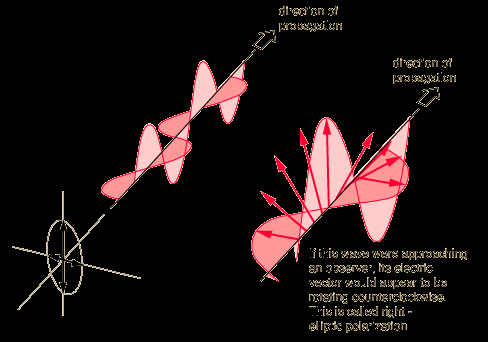 direction of
propagation
direction of
propagation
If this wave were approaching
an observer, its electric
vector would appear to be
rotating counterclockwise.
This is called right -
elliptic polarization